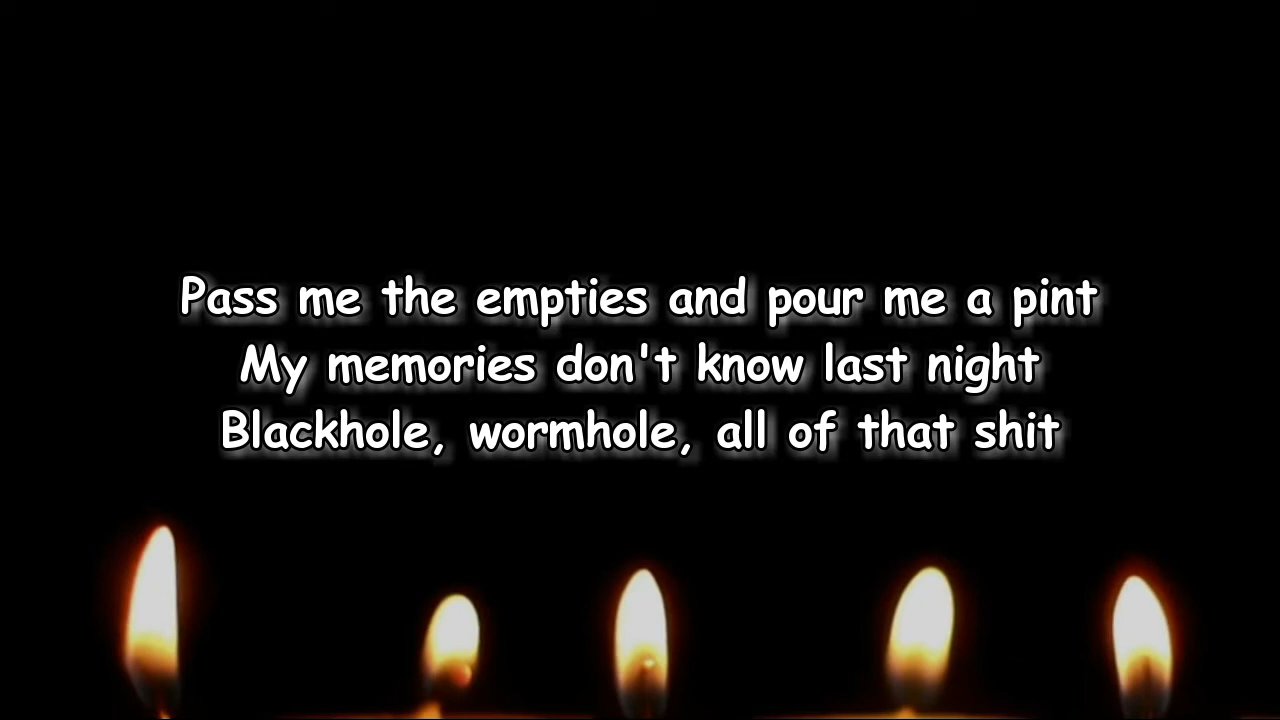 Pass me the empties and pour me a pint
My memories don't know last night
Blackhole, wormhole, all of that shit